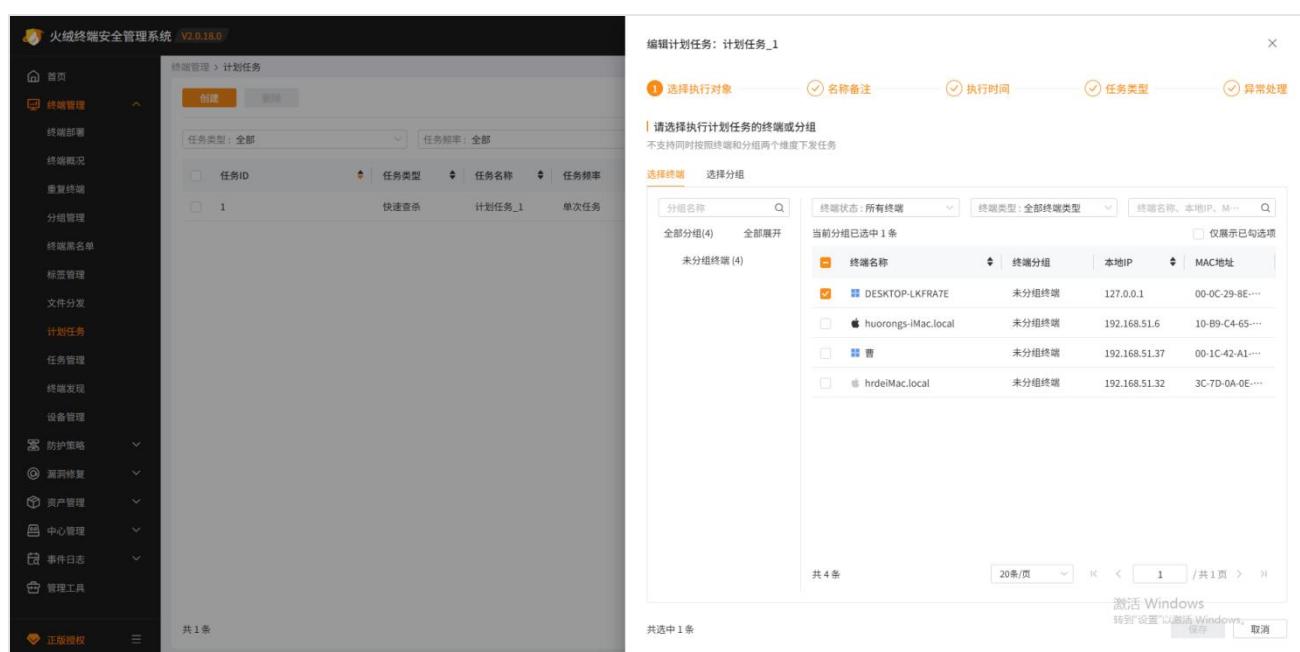 火绒终端安全管理系统 V2.0.18.0
首页
终端管理
终端部署
终端概况
重复终端
分组管理
终端黑名单
标签管理
文件分发
计划任务
任务管理
终端发现
设备管理
防护策略
漏洞修复
资产管理
中心管理
事件日志
管理工具
正版授权
终端管理 › 计划任务
创建 删除
任务类型 : 全部 任务频率 : 全部
任务ID 任务类型 任务名称 任务频率
1 快速查杀 计划任务_1 单次任务
共 1 条
编辑计划任务：计划任务_1
1 选择执行对象 名称备注 执行时间 任务类型 异常处理
请选择执行计划任务的终端或分组
不支持同时按照终端和分组两个维度下发任务
选择终端 选择分组
分组名称
全部分组(4) 全部展开
未分组终端 (4)
终端状态 : 所有终端 终端类型 : 全部终端类型 终端名称、本地IP、M…
当前分组已选中 1 条 仅展示已勾选项
终端名称 终端分组 本地IP MAC地址
DESKTOP-LKFRA7E 未分组终端 127.0.0.1 00-0C-29-8E-…
huorongs-iMac.local 未分组终端 192.168.51.6 10-B9-C4-65-…
曹 未分组终端 192.168.51.37 00-1C-42-A1-…
hrdeiMac.local 未分组终端 192.168.51.32 3C-7D-0A-0E-…
共 4 条 20条/页 1 / 共 1 页
激活 Windows
转到"设置"以激活 Windows。
共选中 1 条 保存 取消